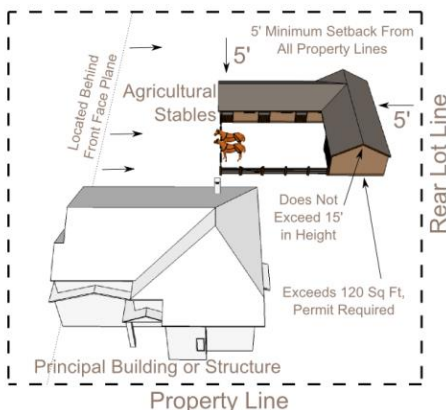 5' Minimum Setback From
All Property Lines
5'
Located Behind
Front Face Plane
Agricultural
Stables
5'
Rear Lot Line
Does Not
Exceed 15'
in Height
Exceeds 120 Sq Ft,
Permit Required
Principal Building or Structure
Property Line